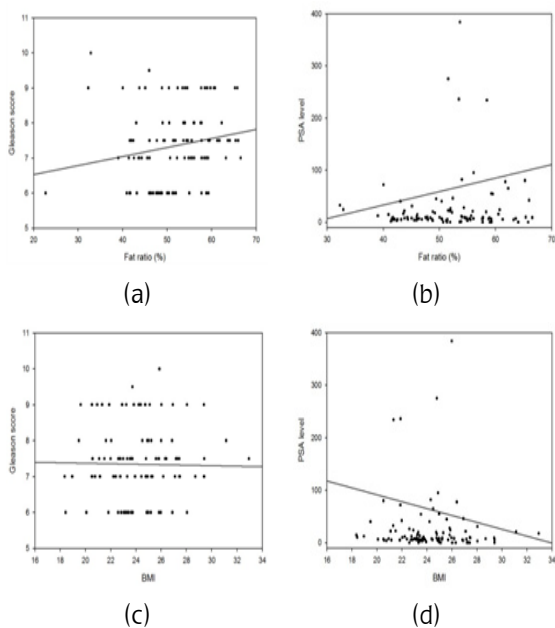 11
10
9
8
7
6
5
Gleason score
20 30 40 50 60 70
Fat ratio (%)
(a)
400
300
200
100
0
PSA level
30 40 50 60 70
Fat ratio (%)
(b)
11
10
9
8
7
6
5
Gleason score
16 18 20 22 24 26 28 30 32 34
BMI
(c)
400
300
200
100
0
PSA level
16 18 20 22 24 26 28 30 32 34
BMI
(d)